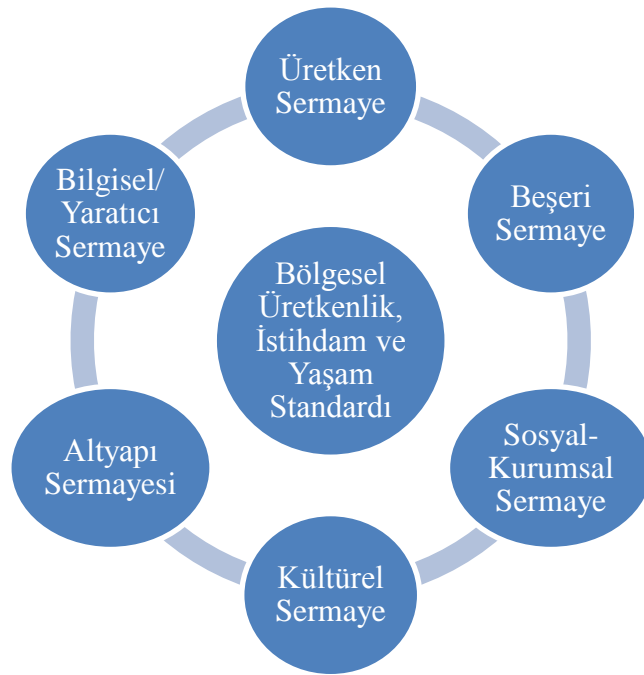 Üretken
Sermaye
Beşeri
Sermaye
Sosyal-
Kurumsal
Sermaye
Kültürel
Sermaye
Altyapı
Sermayesi
Bilgisel/
Yaratıcı
Sermaye
Bölgesel
Üretkenlik,
İstihdam ve
Yaşam
Standardı